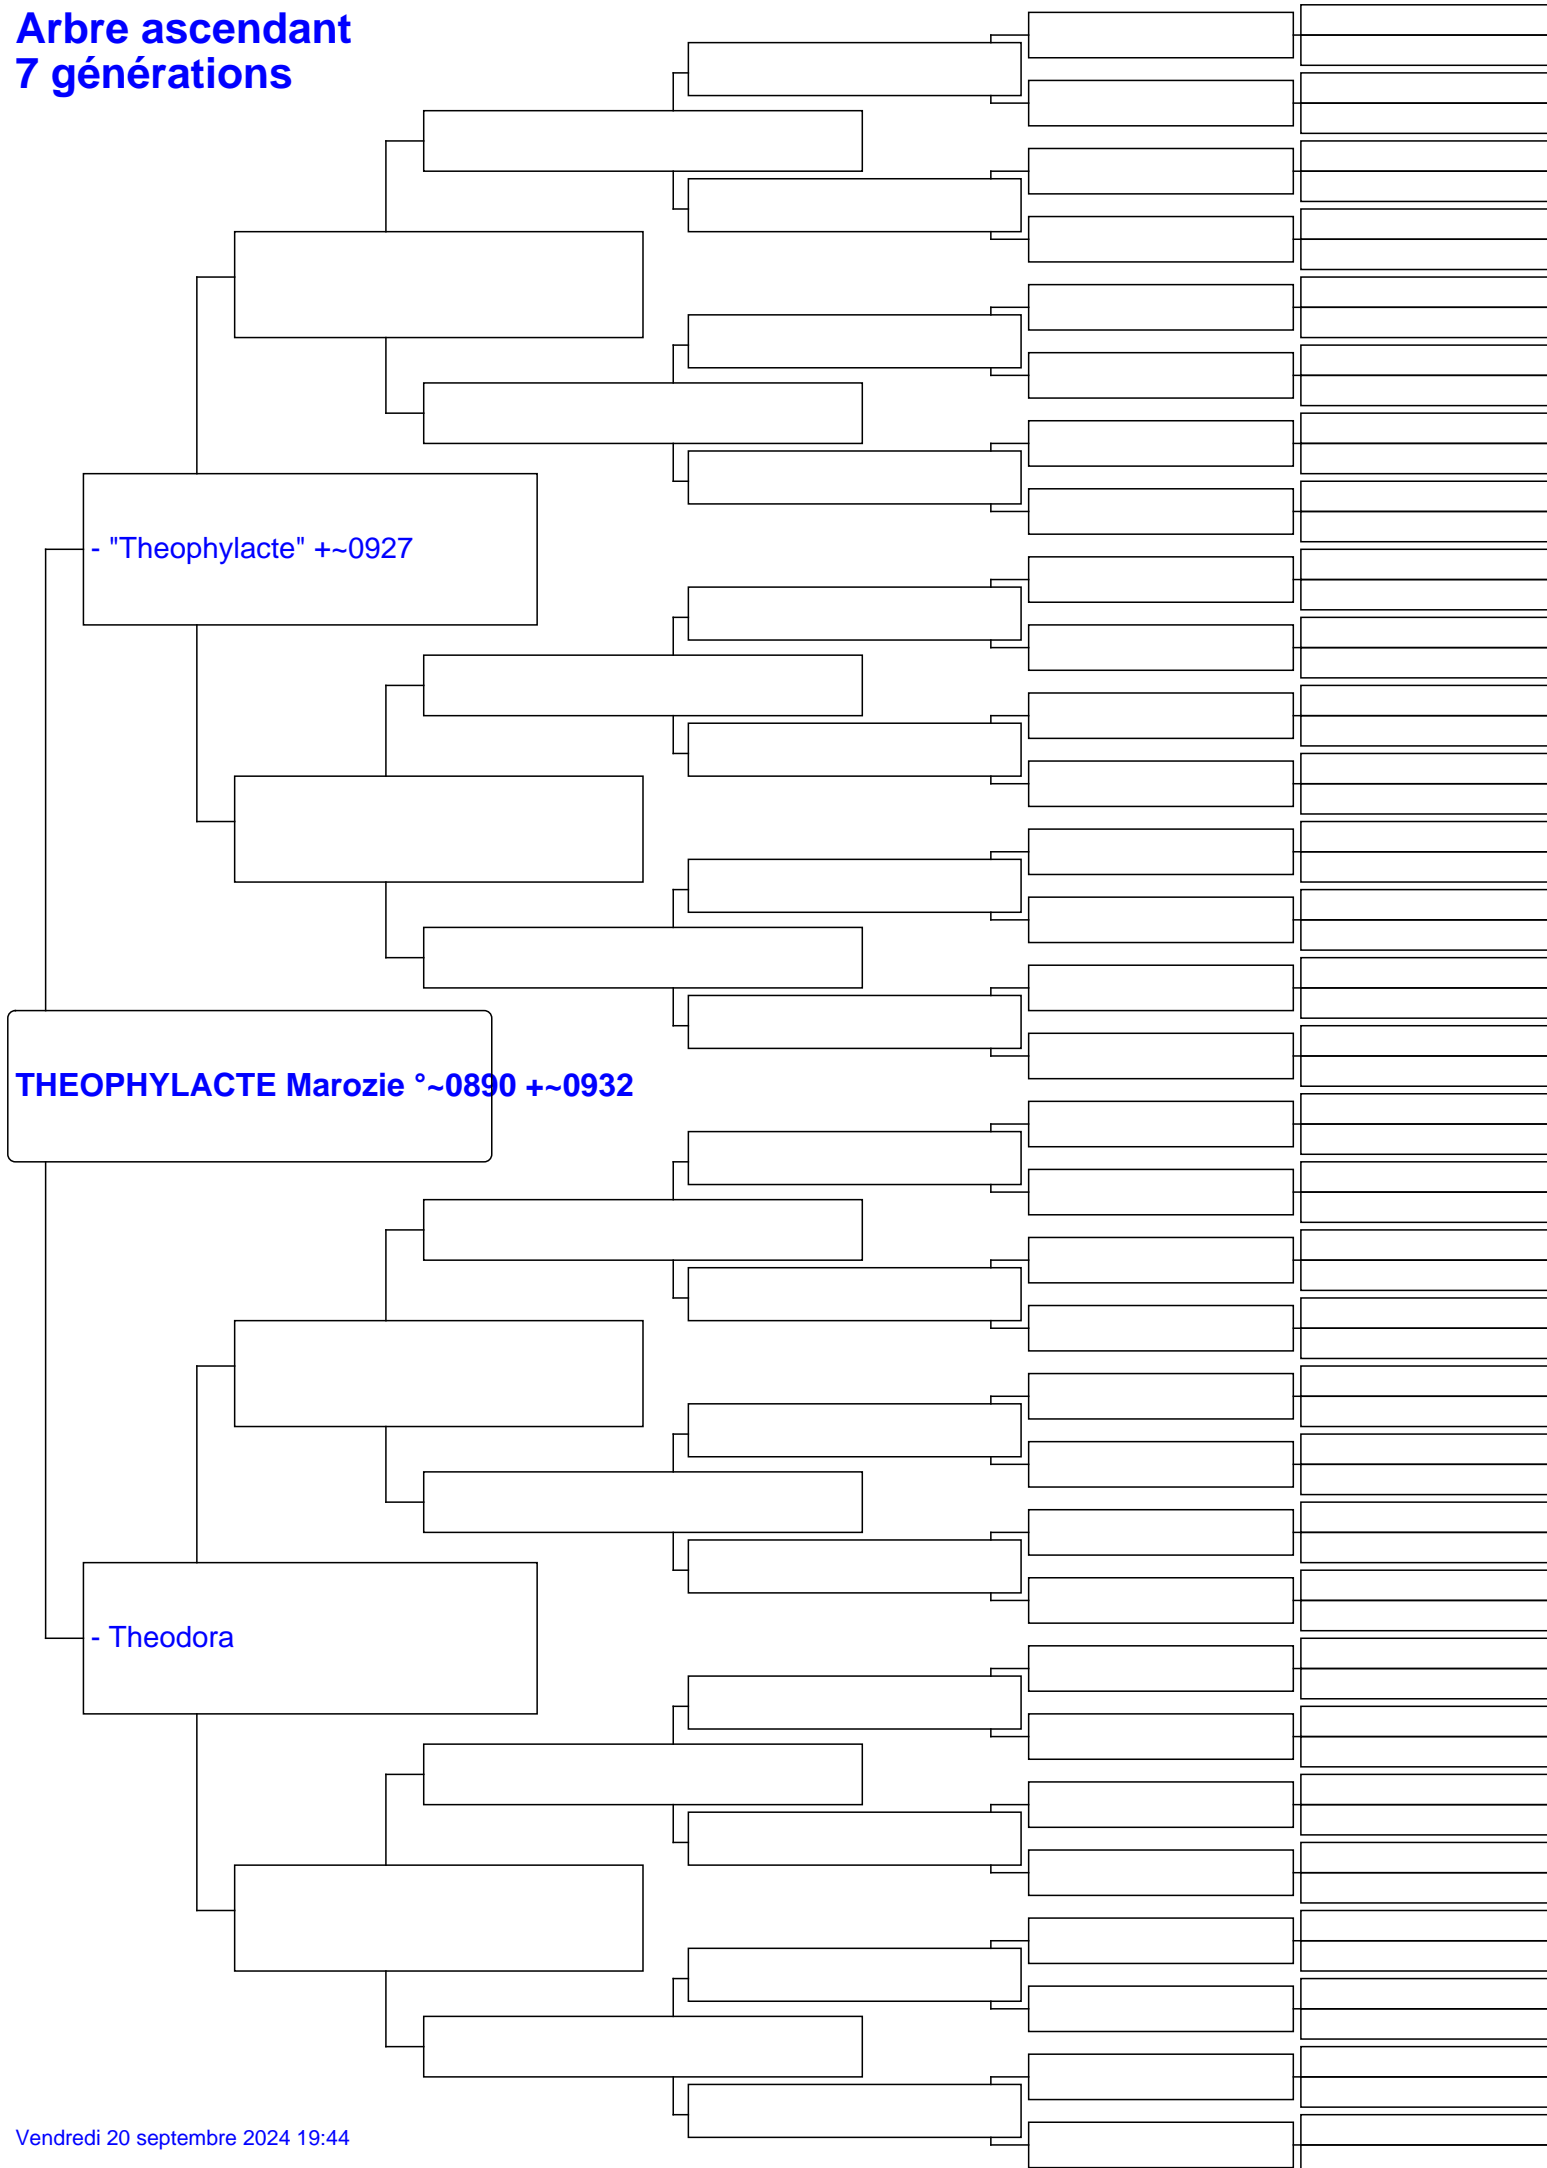 Arbre ascendant
7 générations
- "Theophylacte" +~0927
THEOPHYLACTE Marozie °~0890 +~0932
- Theodora
Vendredi 20 septembre 2024 19:44